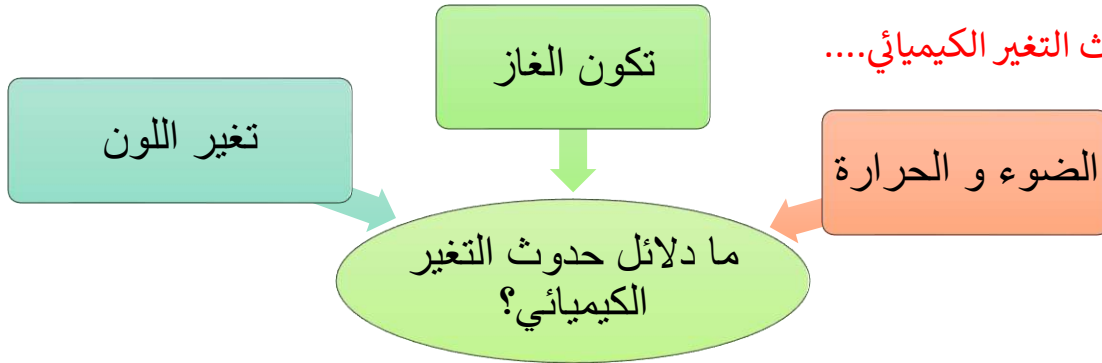 ث التغير الكيميائي....
تكون الغاز
تغير اللون
الضوء و الحرارة
ما دلائل حدوث التغير
الكيميائي؟